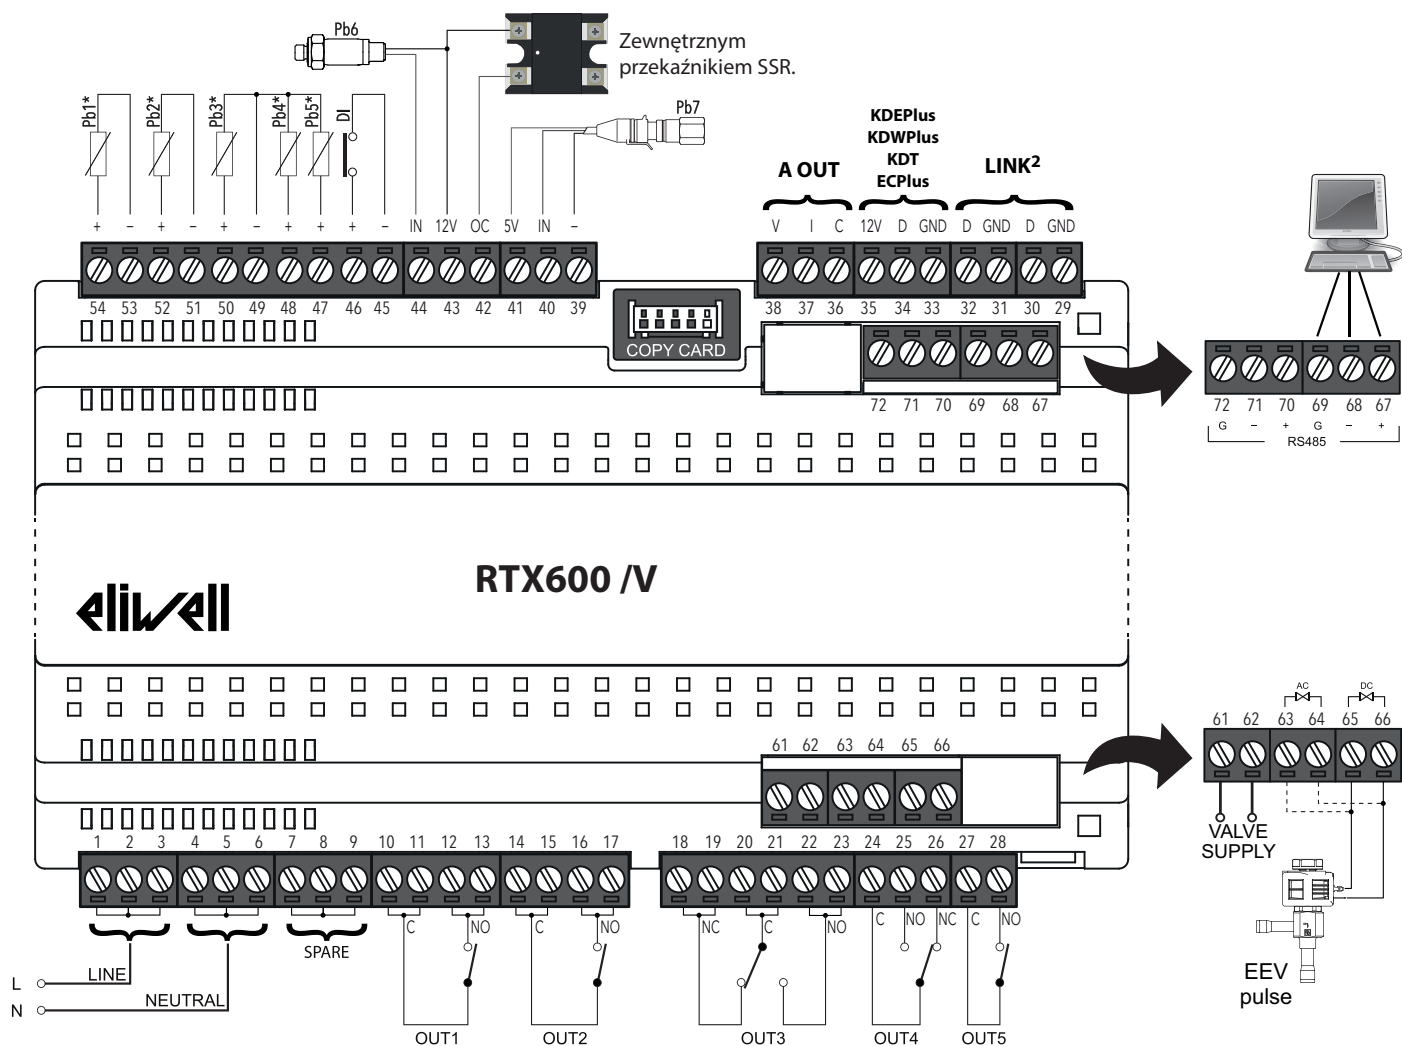 Pb6
Zewnętrznym
przekaźnikiem SSR.
Pb1*
Pb2*
Pb3*
Pb4*
Pb5*
DI
Pb7
KDEPlus
KDWPlus
KDT
ECPlus
A OUT
LINK²
+ – + – + – + + + – IN 12V OC 5V IN –
V I C 12V D GND D GND D GND
54 53 52 51 50 49 48 47 46 45 44 43 42 41 40 39
38 37 36 35 34 33 32 31 30 29
COPY CARD
72 71 70 69 68 67
72 71 70 69 68 67
G – + G – +
RS485
RTX600 /V
eliwell
AC
DC
61 62 63 64 65 66
61 62 63 64 65 66
VALVE
SUPPLY
1 2 3 4 5 6 7 8 9 10 11 12 13 14 15 16 17
18 19 20 21 22 23 24 25 26 27 28
C NO C NO NC C NO C NO NC C NO
SPARE
L
LINE
N
NEUTRAL
OUT1
OUT2
OUT3
OUT4
OUT5
EEV
pulse